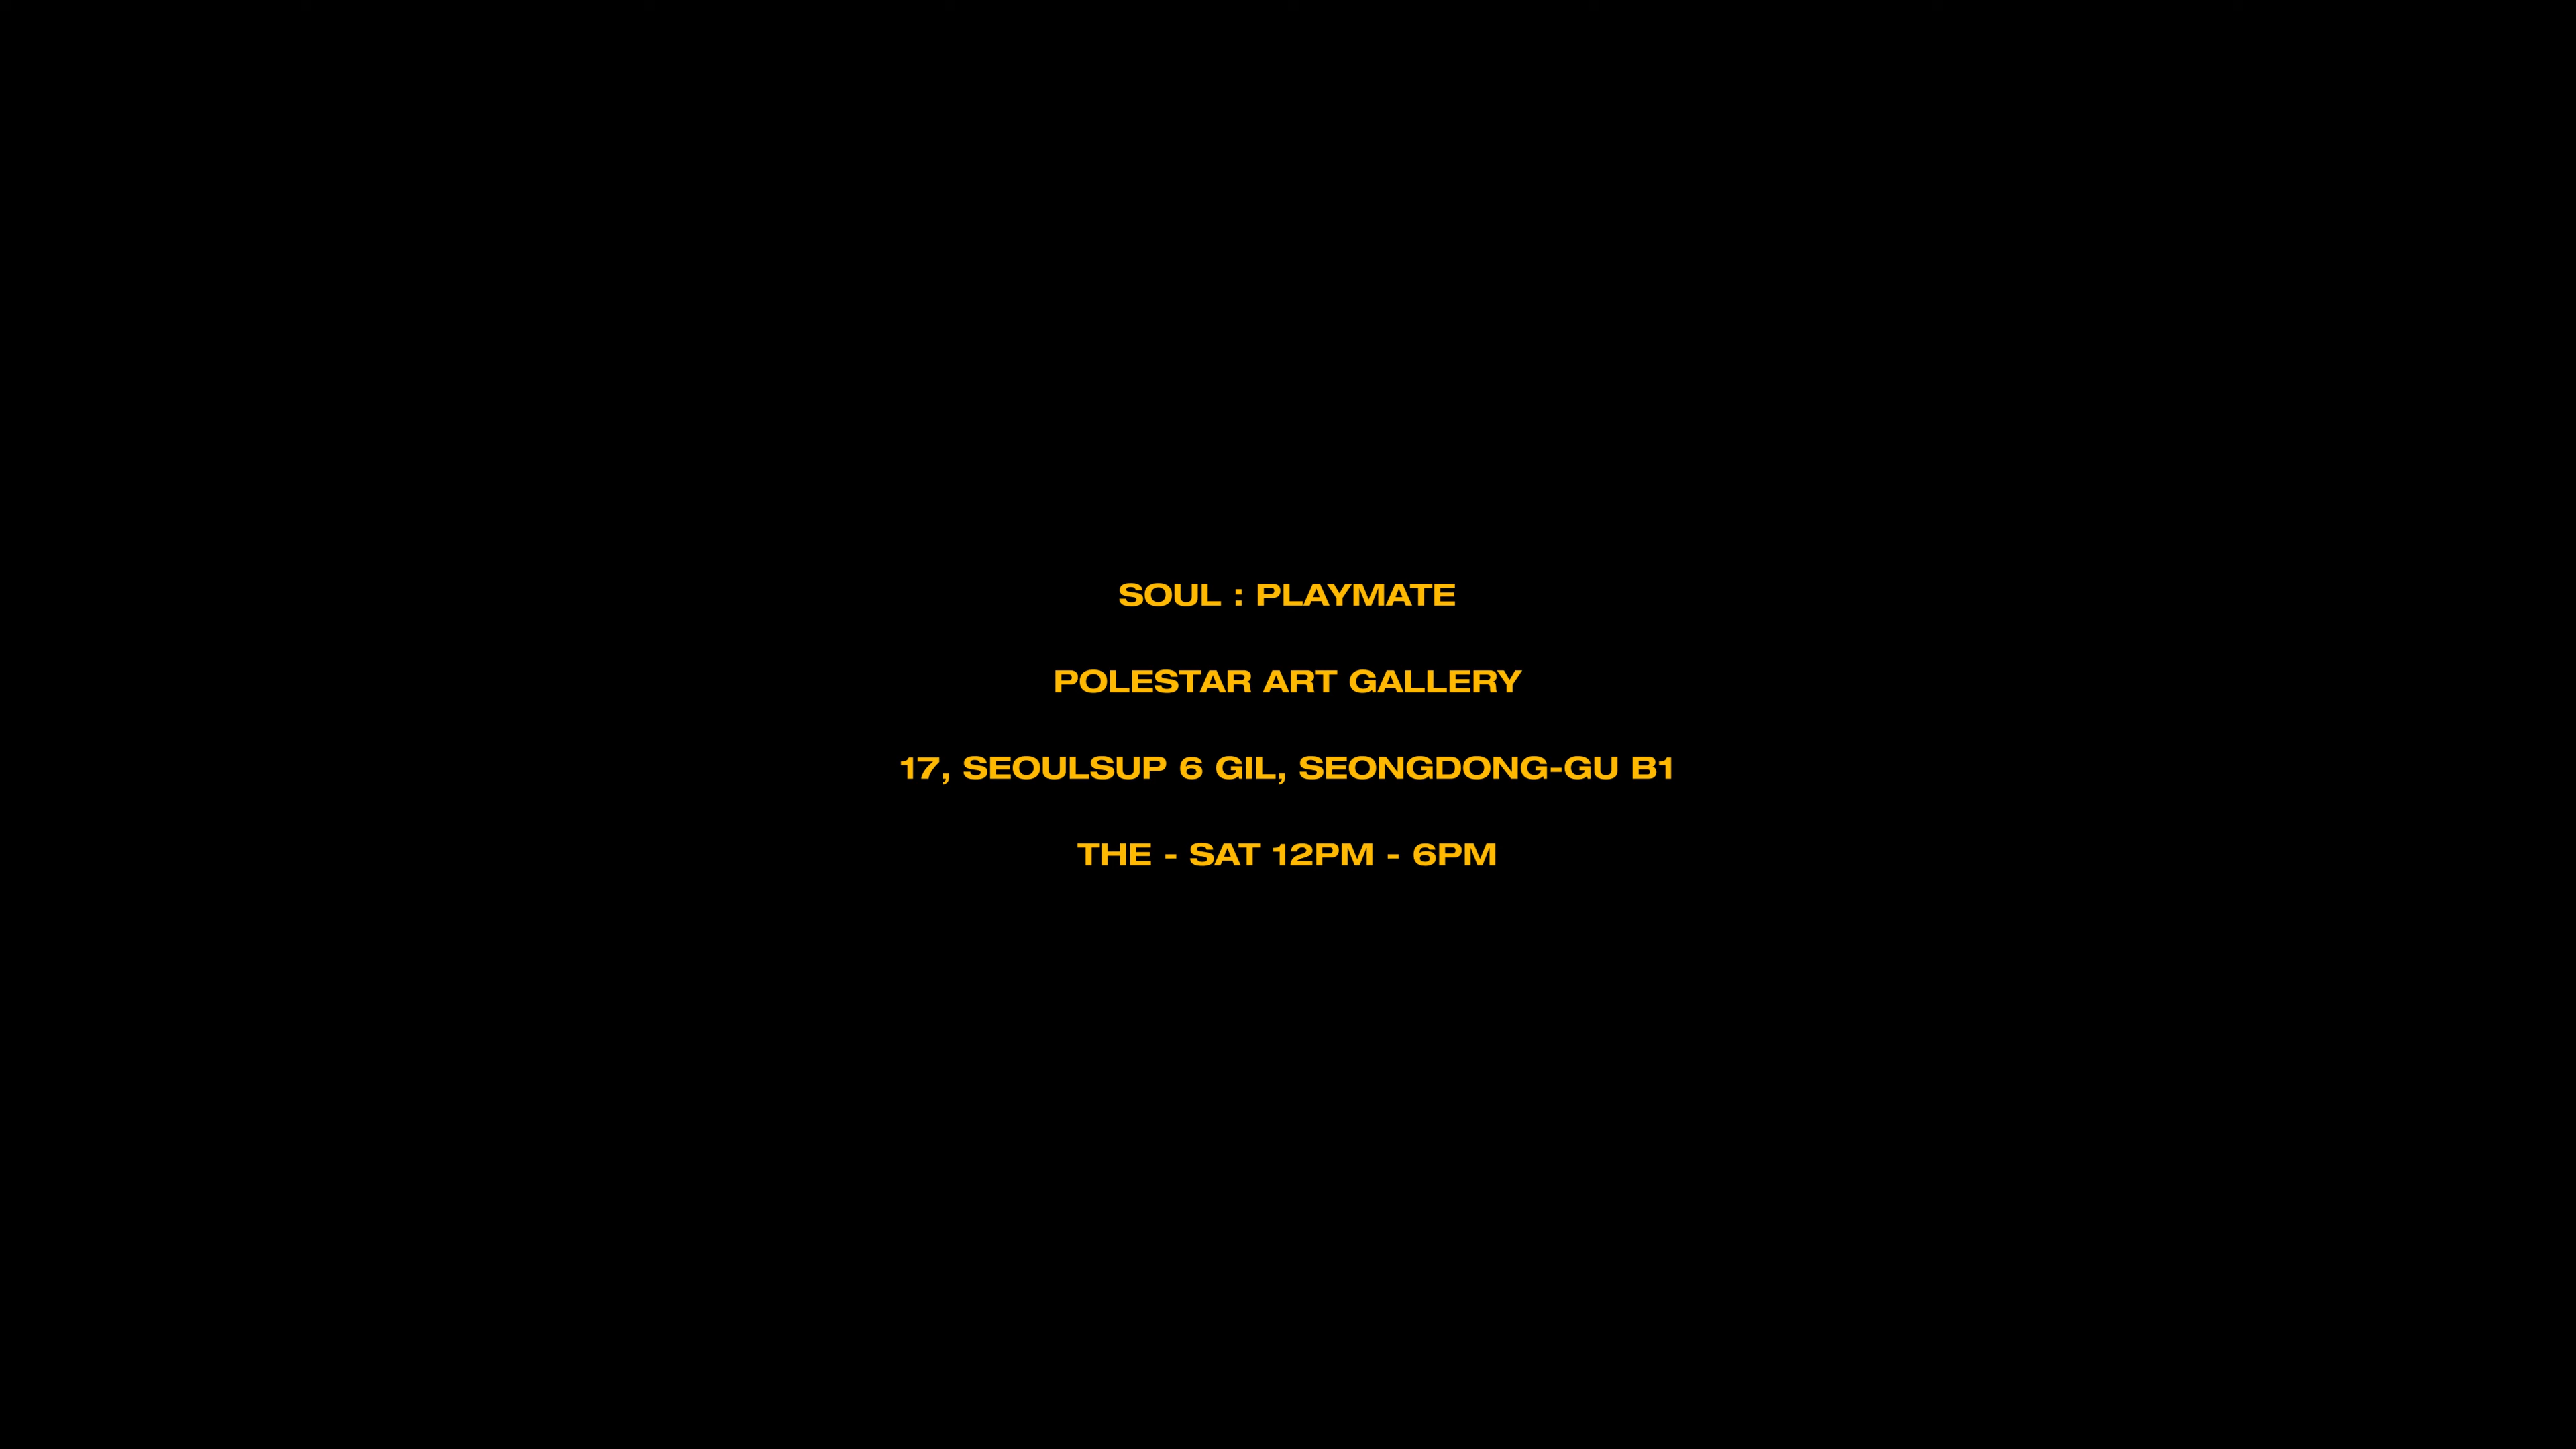 SOUL : PLAYMATE
POLESTAR ART GALLERY
17, SEOULSUP 6 GIL, SEONGDONG-GU B1
THE - SAT 12PM - 6PM